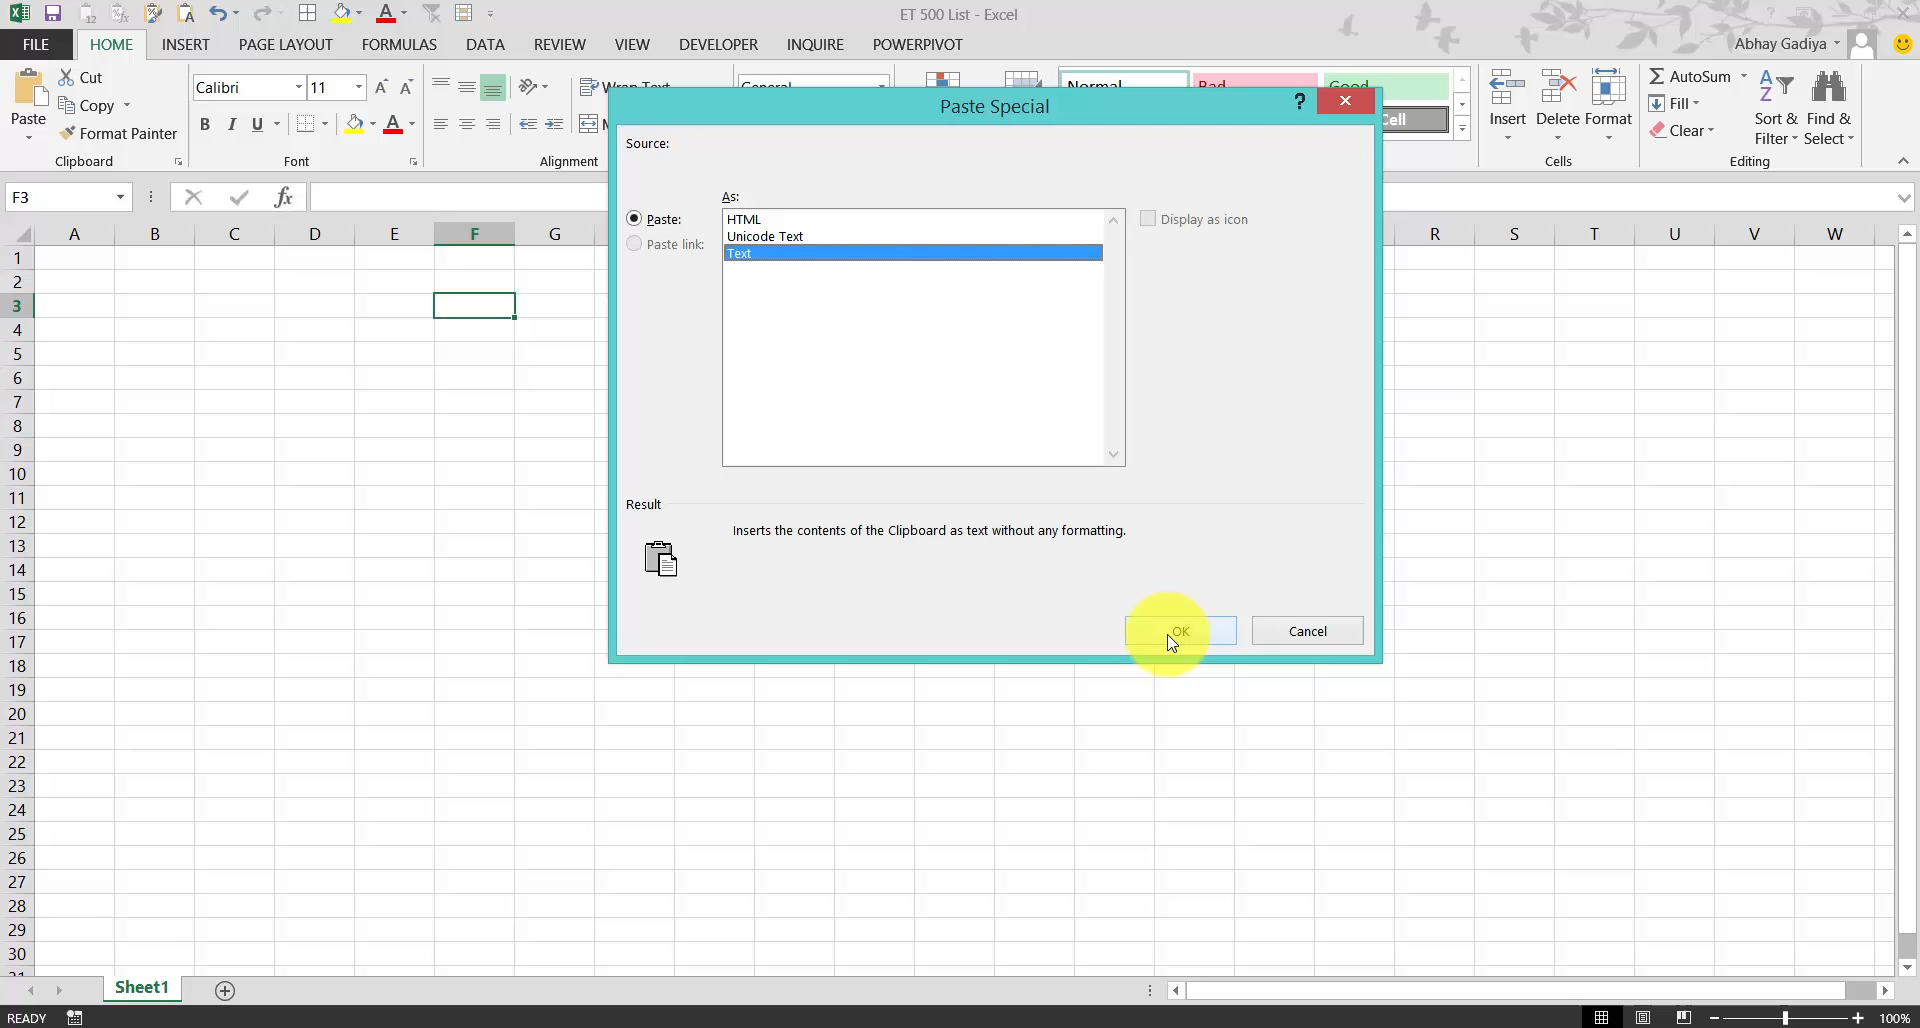 ET 500 List - Excel
FILE HOME INSERT PAGE LAYOUT FORMULAS DATA REVIEW VIEW DEVELOPER INQUIRE POWERPIVOT Abhay Gadiya
Cut
Copy
Format Painter
Paste
Clipboard
Calibri 11
B I U
Font
Alignment
Normal
Cell
Insert Delete Format
Cells
AutoSum
Fill
Clear
Sort & Filter
Find & Select
Editing
Paste Special
Source:
As:
Paste:
Paste link:
HTML
Unicode Text
Text
Display as icon
Result
Inserts the contents of the Clipboard as text without any formatting.
OK Cancel
F3
fx
A B C D E F G R S T U V W
1
2
3
4
5
6
7
8
9
10
11
12
13
14
15
16
17
18
19
20
21
22
23
24
25
26
27
28
29
30
Sheet1
READY 100%